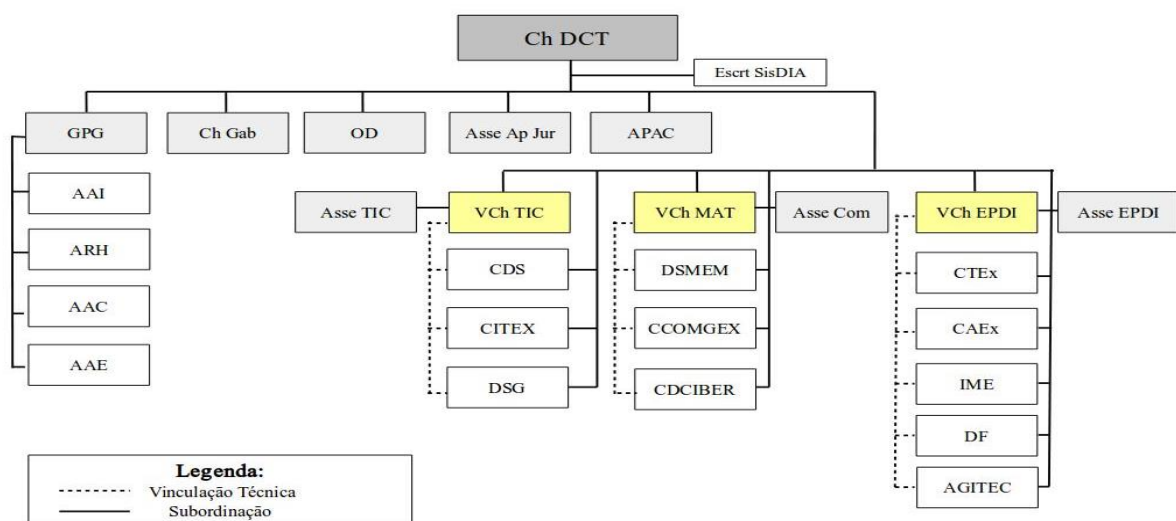 Ch DCT
Escrt SisDIA
GPG
Ch Gab
OD
Asse Ap Jur
APAC
AAI
ARH
AAC
AAE
Asse TIC
VCh TIC
VCh MAT
Asse Com
VCh EPDI
Asse EPDI
CDS
CITEX
DSG
DSMEM
CCOMGEX
CDCIBER
CTEx
CAEx
IME
DF
AGITEC
Legenda:
Vinculação Técnica
Subordinação